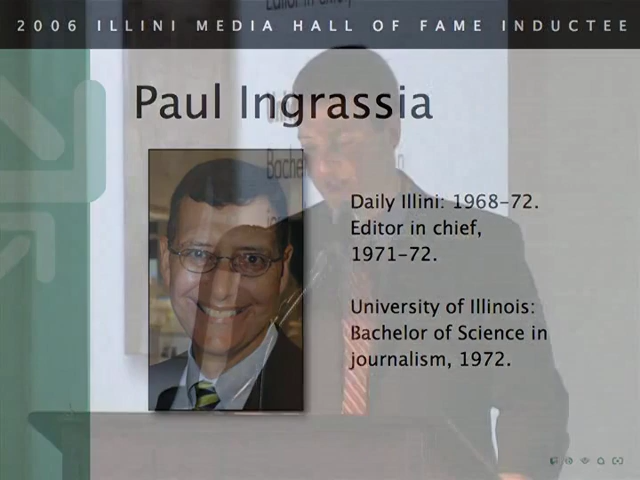 2006 ILLINI MEDIA HALL OF FAME INDUCTEE
Paul Ingrassia
Daily Illini: 1968-72.
Editor in chief,
1971-72.
University of Illinois:
Bachelor of Science in
journalism, 1972.